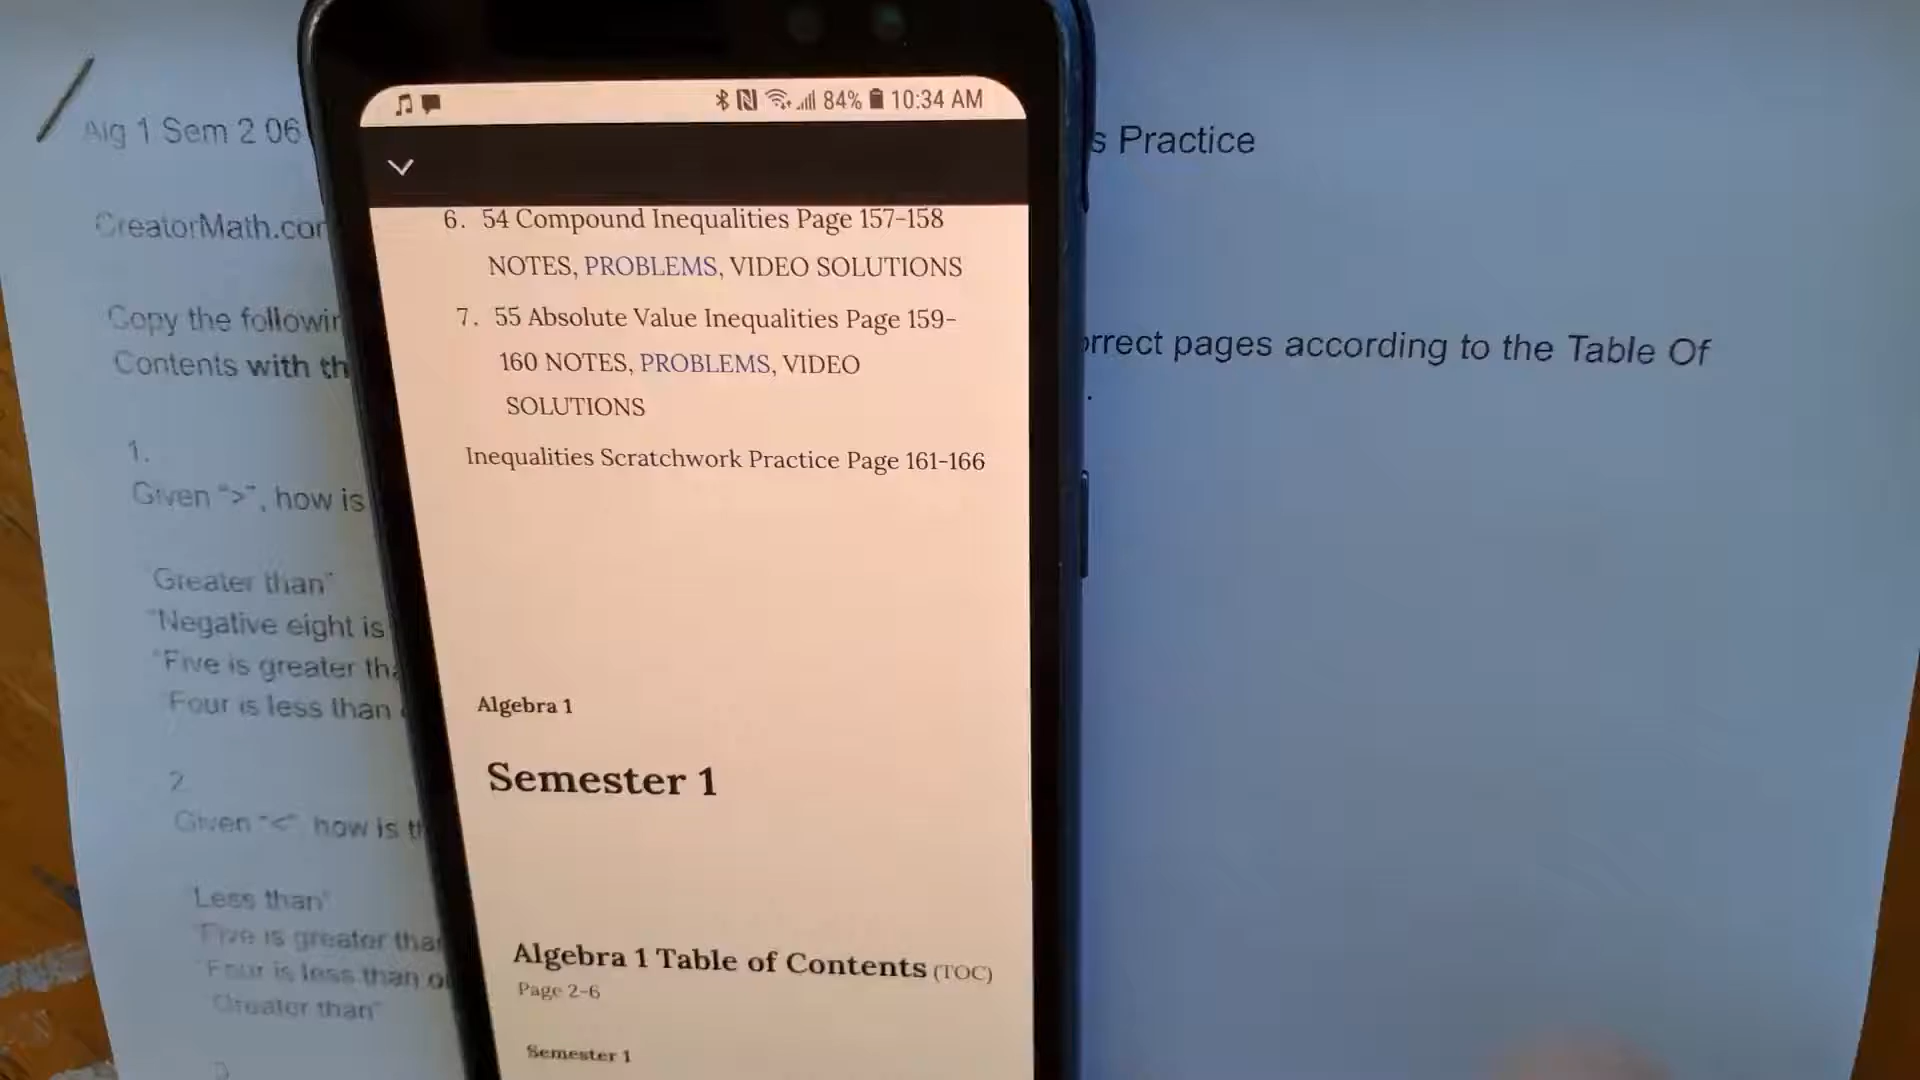 84% 10:34 AM
6. 54 Compound Inequalities Page 157-158
NOTES, PROBLEMS, VIDEO SOLUTIONS
7. 55 Absolute Value Inequalities Page 159-
160 NOTES, PROBLEMS, VIDEO
SOLUTIONS
Inequalities Scratchwork Practice Page 161-166
Algebra 1
Semester 1
Algebra 1 Table of Contents (TOC)
Page 2-6
Semester 1
Alg 1 Sem 2 06
s Practice
CreatorMath.com
Copy the following
orrect pages according to the Table Of
Contents with th
.
1.
Given ">", how is
Greater than"
"Negative eight is
"Five is greater tha
Four is less than
2
Given "<" how is th
Less than"
Five is greater than
Four is less than o
Greater than"